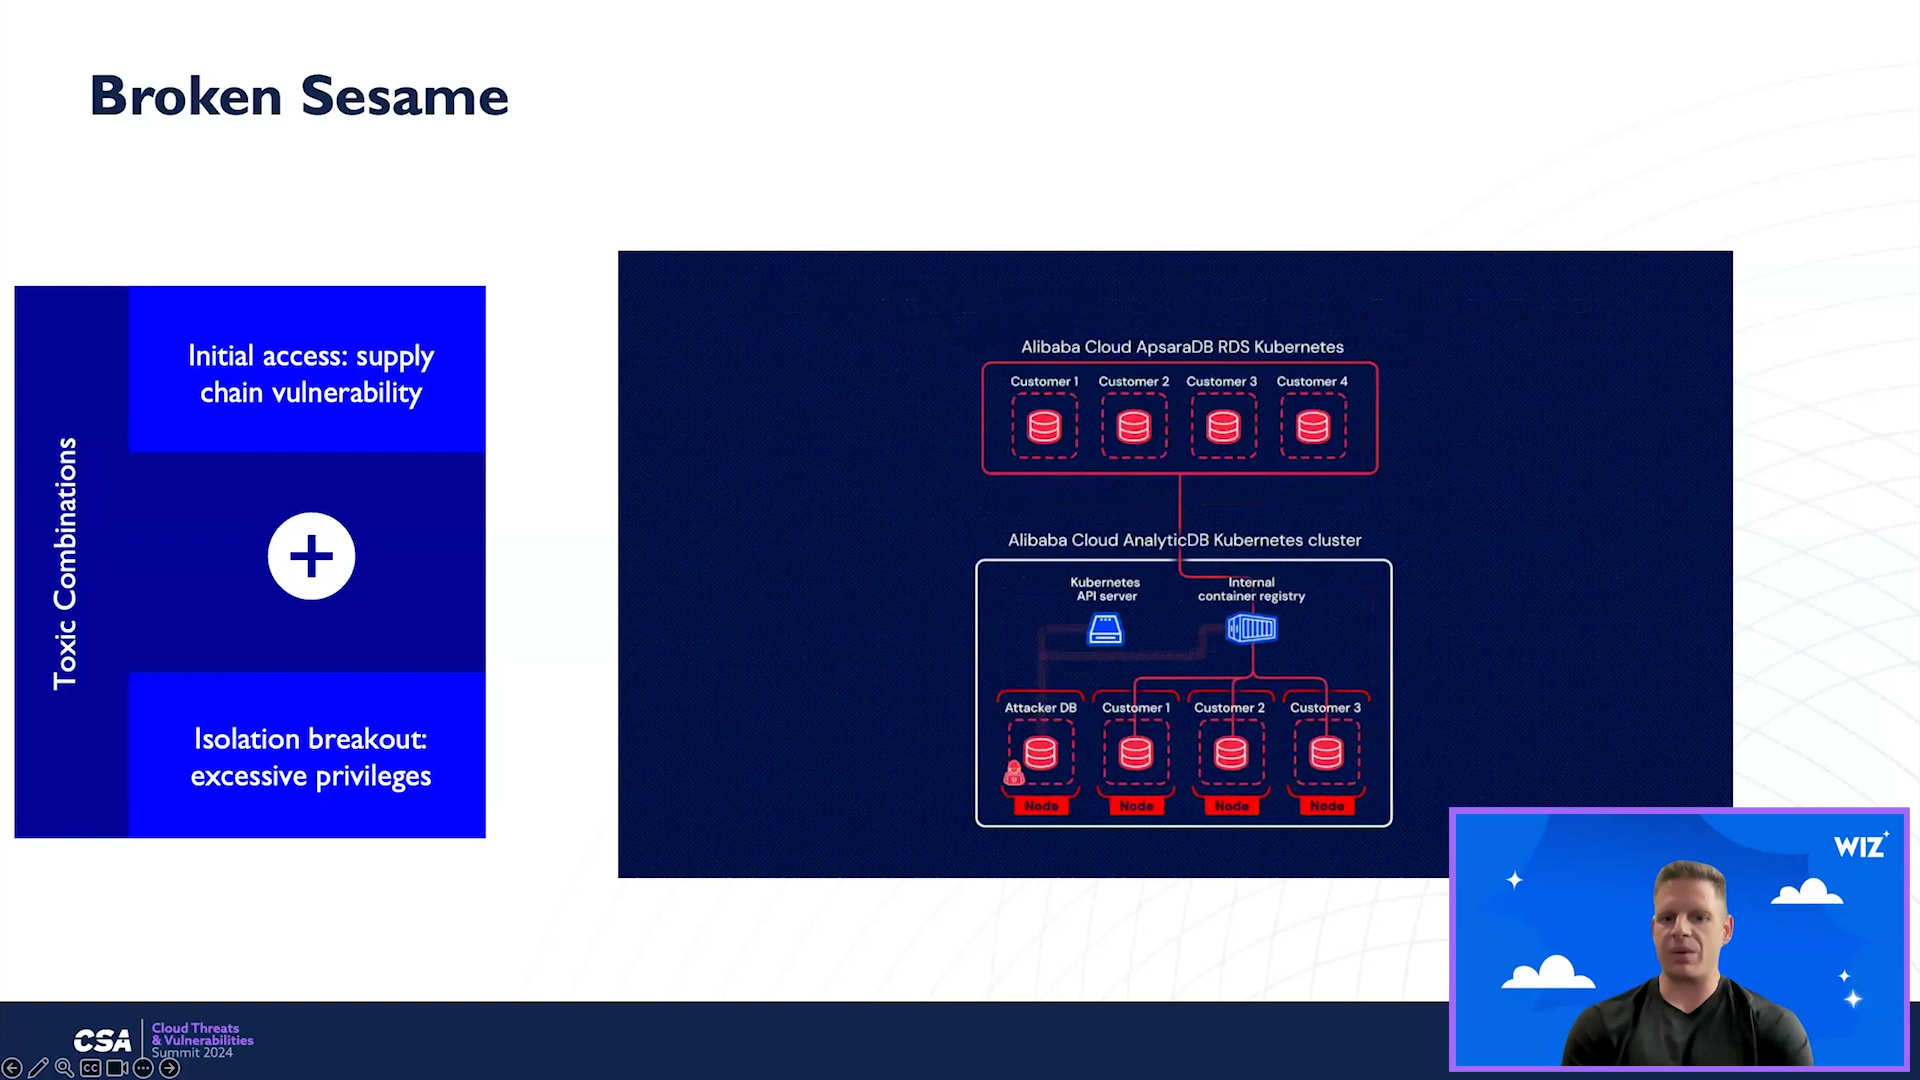 Broken Sesame
Toxic Combinations
Initial access: supply
chain vulnerability
+
Isolation breakout:
excessive privileges
Alibaba Cloud ApsaraDB RDS Kubernetes
Customer 1 Customer 2 Customer 3 Customer 4
Alibaba Cloud AnalyticDB Kubernetes cluster
Kubernetes
API server
Internal
container registry
Attacker DB Customer 1 Customer 2 Customer 3
Node Node Node Node
WIZ
CSA
Cloud Threats
& Vulnerabilities
Summit 2024
CC